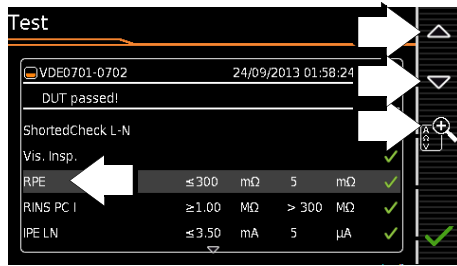 Test
VDE0701-0702 24/09/2013 01:58:24
DUT passed!
ShortedCheck L-N
Vis. Insp.
RPE ≤300 mΩ 5 mΩ
RINS PC I ≥1.00 MΩ > 300 MΩ
IPE LN ≤3.50 mA 5 µA
A
Ω
V